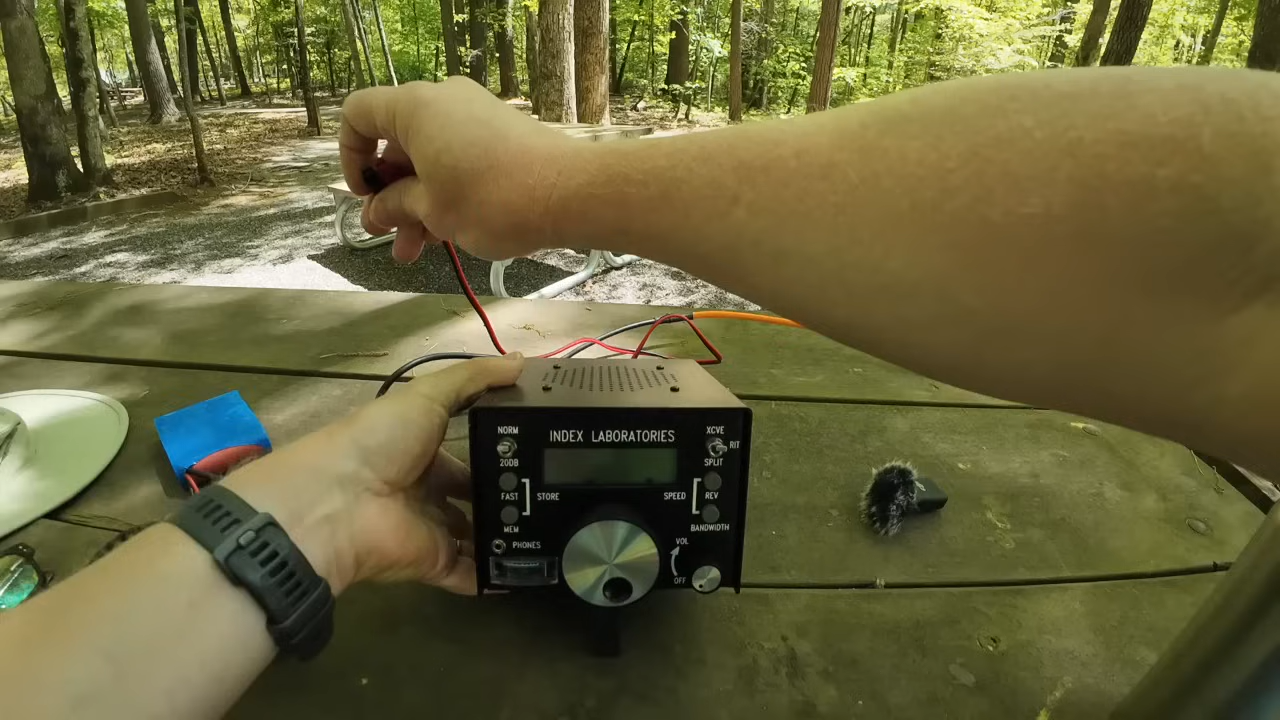 INDEX LABORATORIES
NORM
20DB
FAST
STORE
MEM
PHONES
XCVE
RIT
SPLIT
SPEED
REV
BANDWIDTH
VOL
OFF